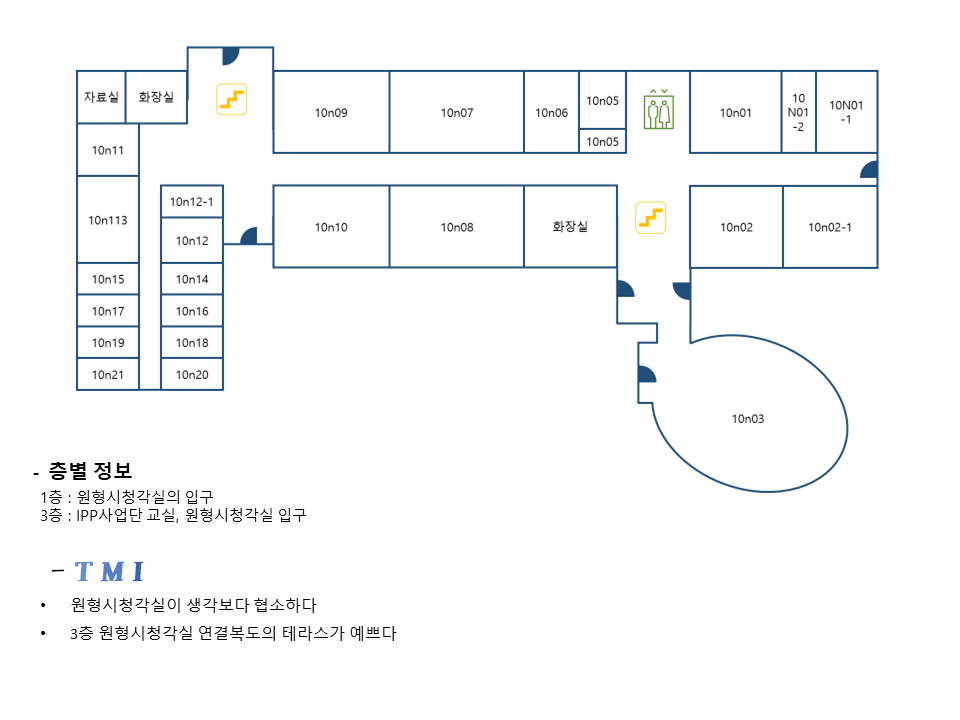 자료실
화장실
10n09
10n07
10n06
10n05
10n05
10n01
10
N01
-2
10N01
-1
10n11
10n113
10n12-1
10n12
10n10
10n08
화장실
10n02
10n02-1
10n15
10n14
10n17
10n16
10n19
10n18
10n21
10n20
10n03
- 층별 정보
1층 : 원형시청각실의 입구
3층 : IPP사업단 교실, 원형시청각실 입구
- TMI
• 원형시청각실이 생각보다 협소하다
• 3층 원형시청각실 연결복도의 테라스가 예쁘다